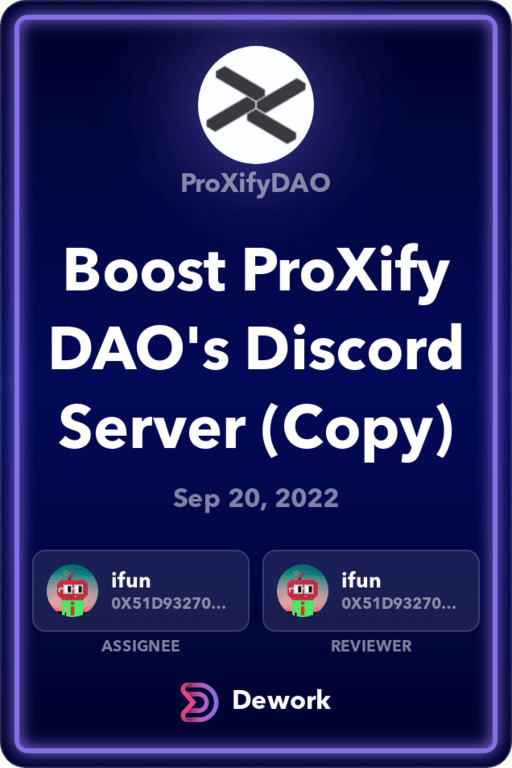 ProXifyDAO
Boost ProXify
DAO's Discord
Server (Copy)
Sep 20, 2022
ifun
0X51D93270...
ifun
0X51D93270...
ASSIGNEE
REVIEWER
Dework